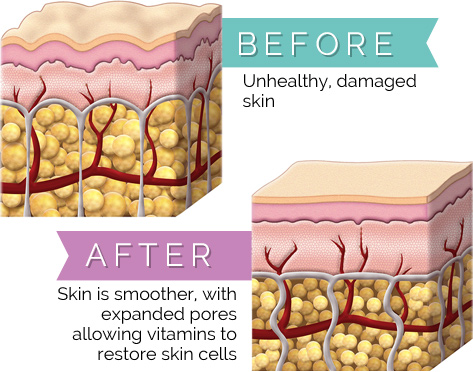 BEFORE
Unhealthy, damaged
skin
AFTER
Skin is smoother, with
expanded pores
allowing vitamins to
restore skin cells